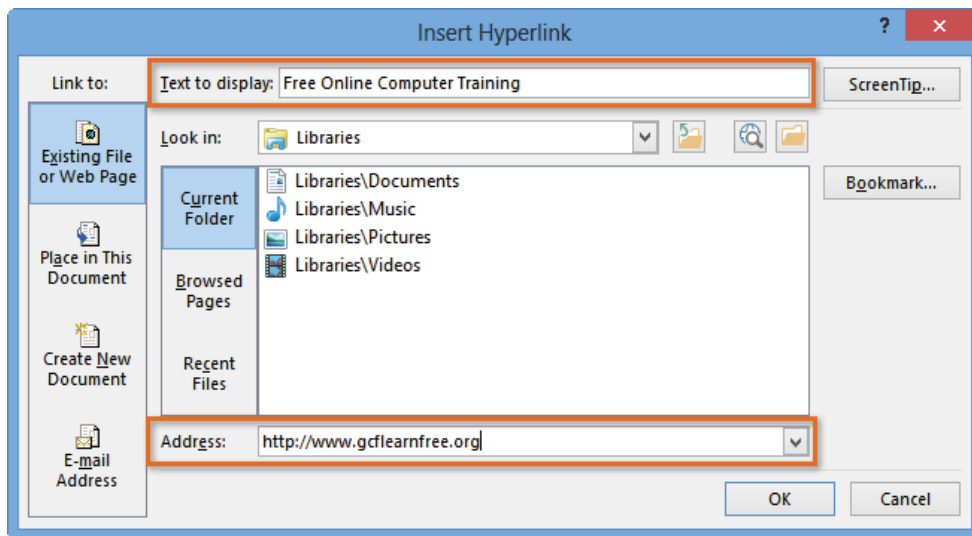 Insert Hyperlink
?
Link to:
Text to display: Free Online Computer Training
ScreenTip...
Existing File
or Web Page
Look in: Libraries
Current
Folder
Libraries\Documents
Libraries\Music
Libraries\Pictures
Libraries\Videos
Bookmark...
Place in This
Document
Browsed
Pages
Create New
Document
Recent
Files
Address: http://www.gcflearnfree.org
E-mail
Address
OK
Cancel